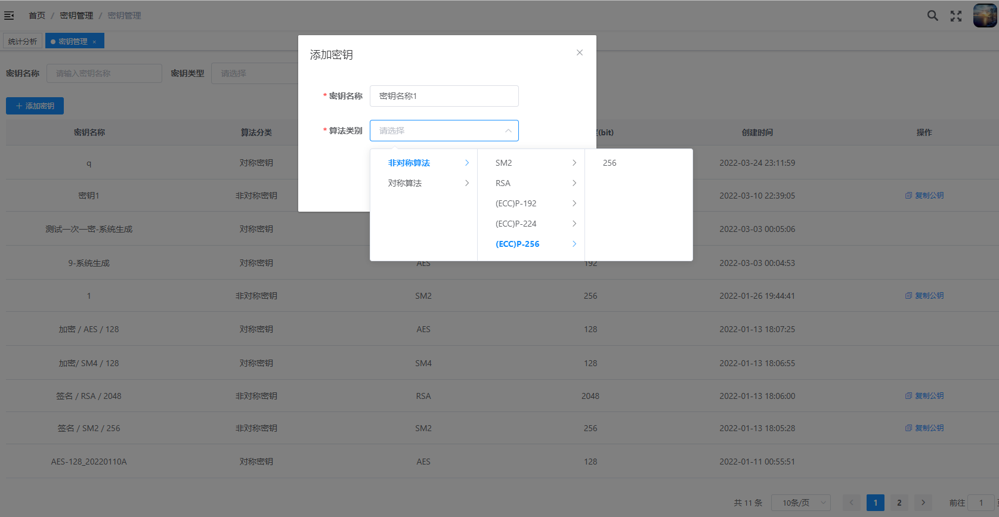 首页 / 密钥管理 / 密钥管理
统计分析 密钥管理 ×
密钥名称 请输入密钥名称 密钥类型 请选择
+ 添加密钥
添加密钥
* 密钥名称 密钥名称1
* 算法类别 请选择
非对称算法
对称算法
SM2
RSA
(ECC)P-192
(ECC)P-224
(ECC)P-256
256
密钥名称 算法分类 (bit) 创建时间 操作
q 对称密钥 2022-03-24 23:11:59
密钥1 非对称密钥 2022-03-10 22:39:05 复制公钥
测试一次一密-系统生成 对称密钥 2022-03-03 00:05:06
9-系统生成 对称密钥 AES 192 2022-03-03 00:04:53
1 非对称密钥 SM2 256 2022-01-26 19:44:41 复制公钥
加密 / AES / 128 对称密钥 AES 128 2022-01-13 18:07:25
加密/ SM4 / 128 对称密钥 SM4 128 2022-01-13 18:06:55
签名 / RSA / 2048 非对称密钥 RSA 2048 2022-01-13 18:06:00 复制公钥
签名 / SM2 / 256 非对称密钥 SM2 256 2022-01-13 18:05:28 复制公钥
AES-128_20220110A 对称密钥 AES 128 2022-01-11 00:55:51
共 11 条 10条/页 1 2 前往 1